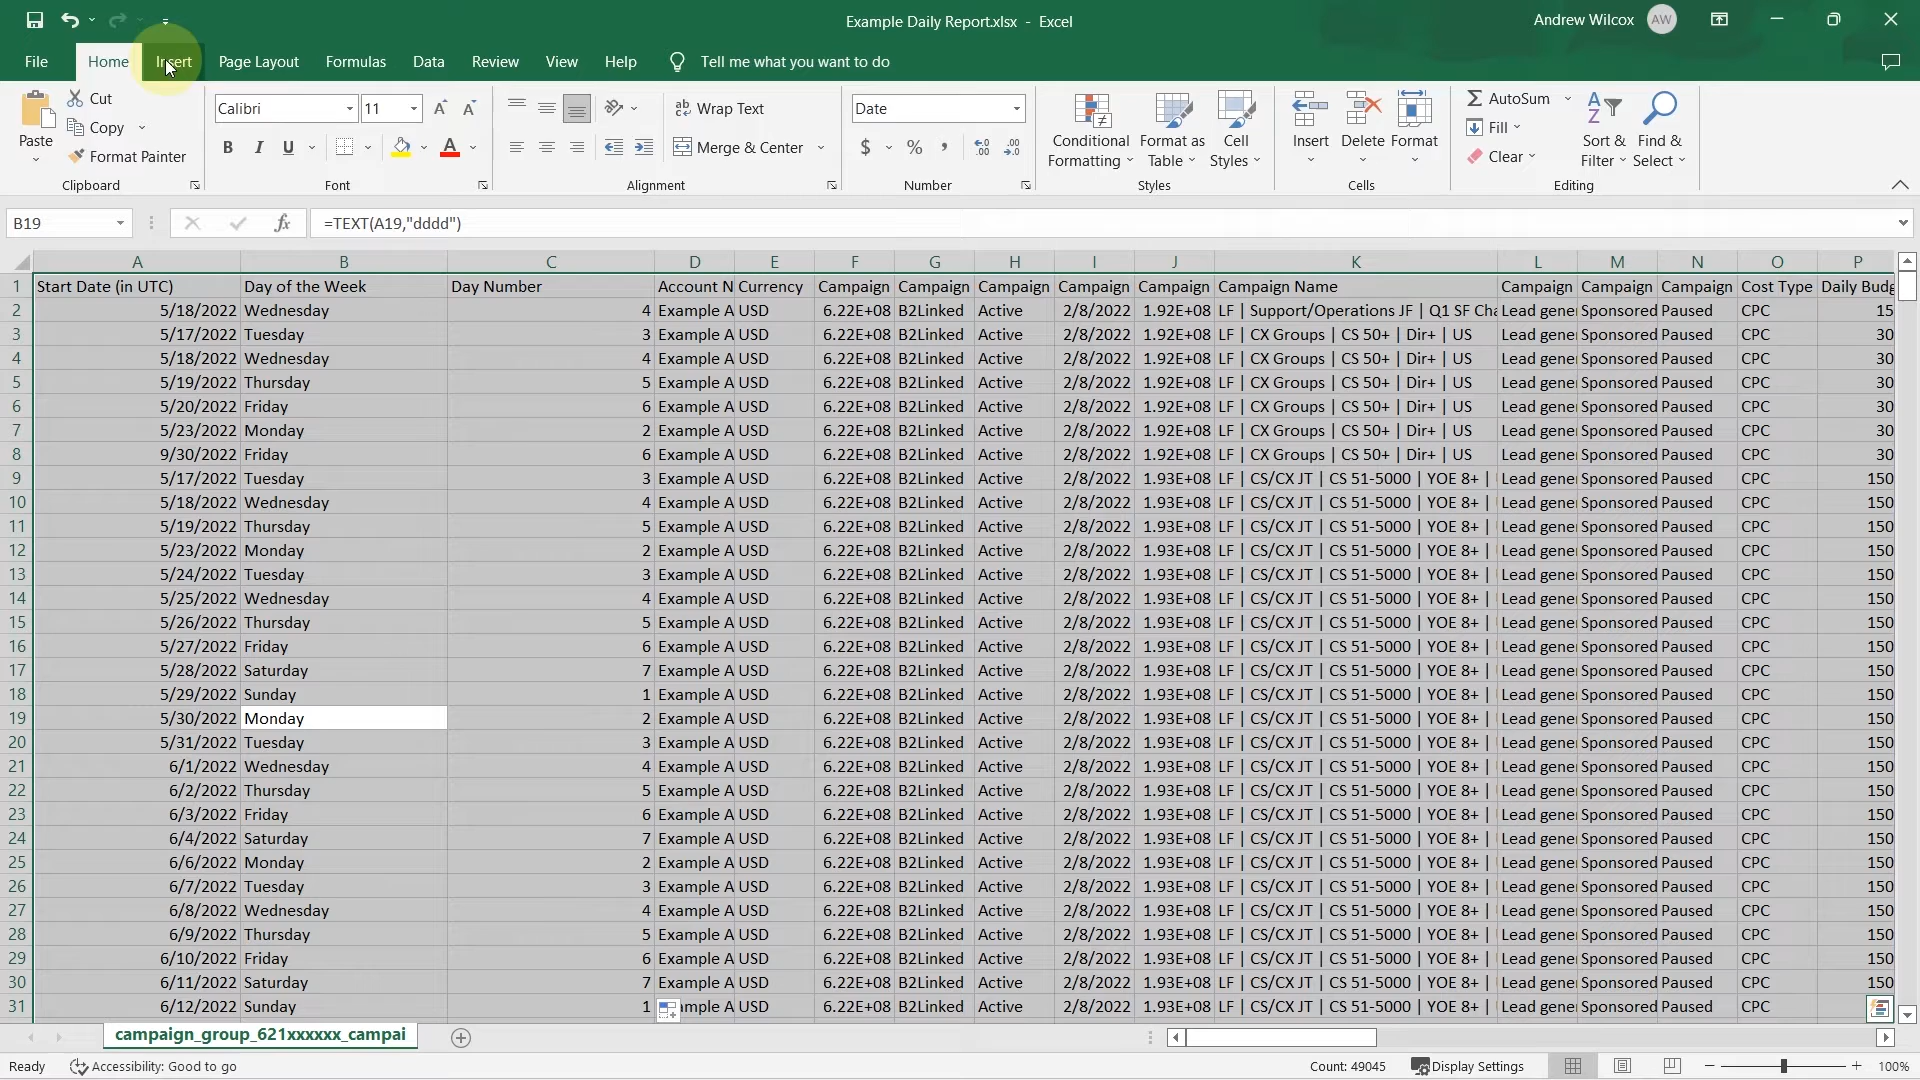 Example Daily Report.xlsx - Excel
Andrew Wilcox AW
File Home Insert Page Layout Formulas Data Review View Help Tell me what you want to do
Paste Cut Copy Format Painter Clipboard
Calibri 11 B I U A Font
Wrap Text Merge & Center Alignment
Date $ % Number
Conditional Formatting Format as Table Cell Styles Styles
Insert Delete Format Cells
AutoSum Fill Clear Sort & Filter Find & Select Editing
B19 fx =TEXT(A19,"dddd")
A B C D E F G H I J K L M N O P
1 Start Date (in UTC) Day of the Week Day Number Account N Currency Campaign Campaign Campaign Campaign Campaign Campaign Name Campaign Campaign Campaign Cost Type Daily Budg
2 5/18/2022 Wednesday 4 Example A USD 6.22E+08 B2Linked Active 2/8/2022 1.92E+08 LF | Support/Operations JF | Q1 SF Cha Lead gene Sponsored Paused CPC 15
3 5/17/2022 Tuesday 3 Example A USD 6.22E+08 B2Linked Active 2/8/2022 1.92E+08 LF | CX Groups | CS 50+ | Dir+ | US Lead gene Sponsored Paused CPC 30
4 5/18/2022 Wednesday 4 Example A USD 6.22E+08 B2Linked Active 2/8/2022 1.92E+08 LF | CX Groups | CS 50+ | Dir+ | US Lead gene Sponsored Paused CPC 30
5 5/19/2022 Thursday 5 Example A USD 6.22E+08 B2Linked Active 2/8/2022 1.92E+08 LF | CX Groups | CS 50+ | Dir+ | US Lead gene Sponsored Paused CPC 30
6 5/20/2022 Friday 6 Example A USD 6.22E+08 B2Linked Active 2/8/2022 1.92E+08 LF | CX Groups | CS 50+ | Dir+ | US Lead gene Sponsored Paused CPC 30
7 5/23/2022 Monday 2 Example A USD 6.22E+08 B2Linked Active 2/8/2022 1.92E+08 LF | CX Groups | CS 50+ | Dir+ | US Lead gene Sponsored Paused CPC 30
8 9/30/2022 Friday 6 Example A USD 6.22E+08 B2Linked Active 2/8/2022 1.92E+08 LF | CX Groups | CS 50+ | Dir+ | US Lead gene Sponsored Paused CPC 30
9 5/17/2022 Tuesday 3 Example A USD 6.22E+08 B2Linked Active 2/8/2022 1.93E+08 LF | CS/CX JT | CS 51-5000 | YOE 8+ | Lead gene Sponsored Paused CPC 150
10 5/18/2022 Wednesday 4 Example A USD 6.22E+08 B2Linked Active 2/8/2022 1.93E+08 LF | CS/CX JT | CS 51-5000 | YOE 8+ | Lead gene Sponsored Paused CPC 150
11 5/19/2022 Thursday 5 Example A USD 6.22E+08 B2Linked Active 2/8/2022 1.93E+08 LF | CS/CX JT | CS 51-5000 | YOE 8+ | Lead gene Sponsored Paused CPC 150
12 5/23/2022 Monday 2 Example A USD 6.22E+08 B2Linked Active 2/8/2022 1.93E+08 LF | CS/CX JT | CS 51-5000 | YOE 8+ | Lead gene Sponsored Paused CPC 150
13 5/24/2022 Tuesday 3 Example A USD 6.22E+08 B2Linked Active 2/8/2022 1.93E+08 LF | CS/CX JT | CS 51-5000 | YOE 8+ | Lead gene Sponsored Paused CPC 150
14 5/25/2022 Wednesday 4 Example A USD 6.22E+08 B2Linked Active 2/8/2022 1.93E+08 LF | CS/CX JT | CS 51-5000 | YOE 8+ | Lead gene Sponsored Paused CPC 150
15 5/26/2022 Thursday 5 Example A USD 6.22E+08 B2Linked Active 2/8/2022 1.93E+08 LF | CS/CX JT | CS 51-5000 | YOE 8+ | Lead gene Sponsored Paused CPC 150
16 5/27/2022 Friday 6 Example A USD 6.22E+08 B2Linked Active 2/8/2022 1.93E+08 LF | CS/CX JT | CS 51-5000 | YOE 8+ | Lead gene Sponsored Paused CPC 150
17 5/28/2022 Saturday 7 Example A USD 6.22E+08 B2Linked Active 2/8/2022 1.93E+08 LF | CS/CX JT | CS 51-5000 | YOE 8+ | Lead gene Sponsored Paused CPC 150
18 5/29/2022 Sunday 1 Example A USD 6.22E+08 B2Linked Active 2/8/2022 1.93E+08 LF | CS/CX JT | CS 51-5000 | YOE 8+ | Lead gene Sponsored Paused CPC 150
19 5/30/2022 Monday 2 Example A USD 6.22E+08 B2Linked Active 2/8/2022 1.93E+08 LF | CS/CX JT | CS 51-5000 | YOE 8+ | Lead gene Sponsored Paused CPC 150
20 5/31/2022 Tuesday 3 Example A USD 6.22E+08 B2Linked Active 2/8/2022 1.93E+08 LF | CS/CX JT | CS 51-5000 | YOE 8+ | Lead gene Sponsored Paused CPC 150
21 6/1/2022 Wednesday 4 Example A USD 6.22E+08 B2Linked Active 2/8/2022 1.93E+08 LF | CS/CX JT | CS 51-5000 | YOE 8+ | Lead gene Sponsored Paused CPC 150
22 6/2/2022 Thursday 5 Example A USD 6.22E+08 B2Linked Active 2/8/2022 1.93E+08 LF | CS/CX JT | CS 51-5000 | YOE 8+ | Lead gene Sponsored Paused CPC 150
23 6/3/2022 Friday 6 Example A USD 6.22E+08 B2Linked Active 2/8/2022 1.93E+08 LF | CS/CX JT | CS 51-5000 | YOE 8+ | Lead gene Sponsored Paused CPC 150
24 6/4/2022 Saturday 7 Example A USD 6.22E+08 B2Linked Active 2/8/2022 1.93E+08 LF | CS/CX JT | CS 51-5000 | YOE 8+ | Lead gene Sponsored Paused CPC 150
25 6/6/2022 Monday 2 Example A USD 6.22E+08 B2Linked Active 2/8/2022 1.93E+08 LF | CS/CX JT | CS 51-5000 | YOE 8+ | Lead gene Sponsored Paused CPC 150
26 6/7/2022 Tuesday 3 Example A USD 6.22E+08 B2Linked Active 2/8/2022 1.93E+08 LF | CS/CX JT | CS 51-5000 | YOE 8+ | Lead gene Sponsored Paused CPC 150
27 6/8/2022 Wednesday 4 Example A USD 6.22E+08 B2Linked Active 2/8/2022 1.93E+08 LF | CS/CX JT | CS 51-5000 | YOE 8+ | Lead gene Sponsored Paused CPC 150
28 6/9/2022 Thursday 5 Example A USD 6.22E+08 B2Linked Active 2/8/2022 1.93E+08 LF | CS/CX JT | CS 51-5000 | YOE 8+ | Lead gene Sponsored Paused CPC 150
29 6/10/2022 Friday 6 Example A USD 6.22E+08 B2Linked Active 2/8/2022 1.93E+08 LF | CS/CX JT | CS 51-5000 | YOE 8+ | Lead gene Sponsored Paused CPC 150
30 6/11/2022 Saturday 7 Example A USD 6.22E+08 B2Linked Active 2/8/2022 1.93E+08 LF | CS/CX JT | CS 51-5000 | YOE 8+ | Lead gene Sponsored Paused CPC 150
31 6/12/2022 Sunday 1 mple A USD 6.22E+08 B2Linked Active 2/8/2022 1.93E+08 LF | CS/CX JT | CS 51-5000 | YOE 8+ | Lead gene Sponsored Paused CPC
campaign_group_621xxxxxx_campai
Ready Accessibility: Good to go Count: 49045 Display Settings 100%